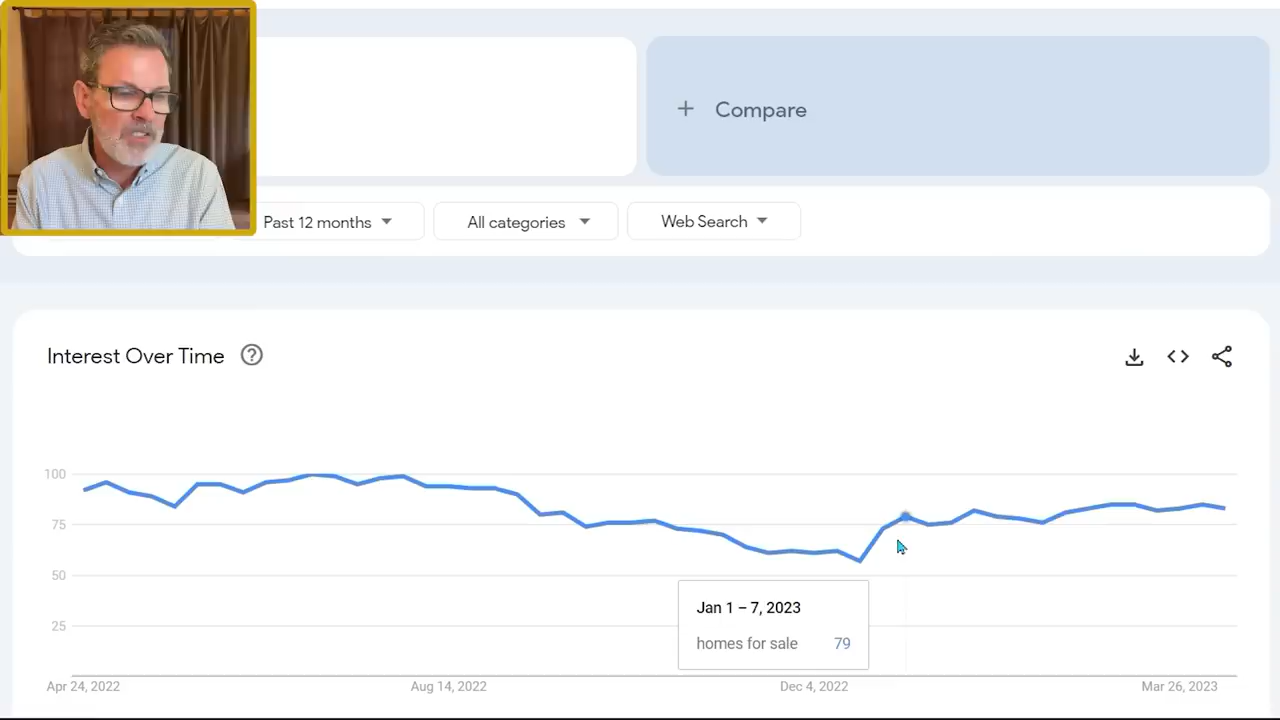 + Compare
Past 12 months
All categories
Web Search
Interest Over Time
100
75
50
25
Jan 1 – 7, 2023
homes for sale 79
Apr 24, 2022
Aug 14, 2022
Dec 4, 2022
Mar 26, 2023